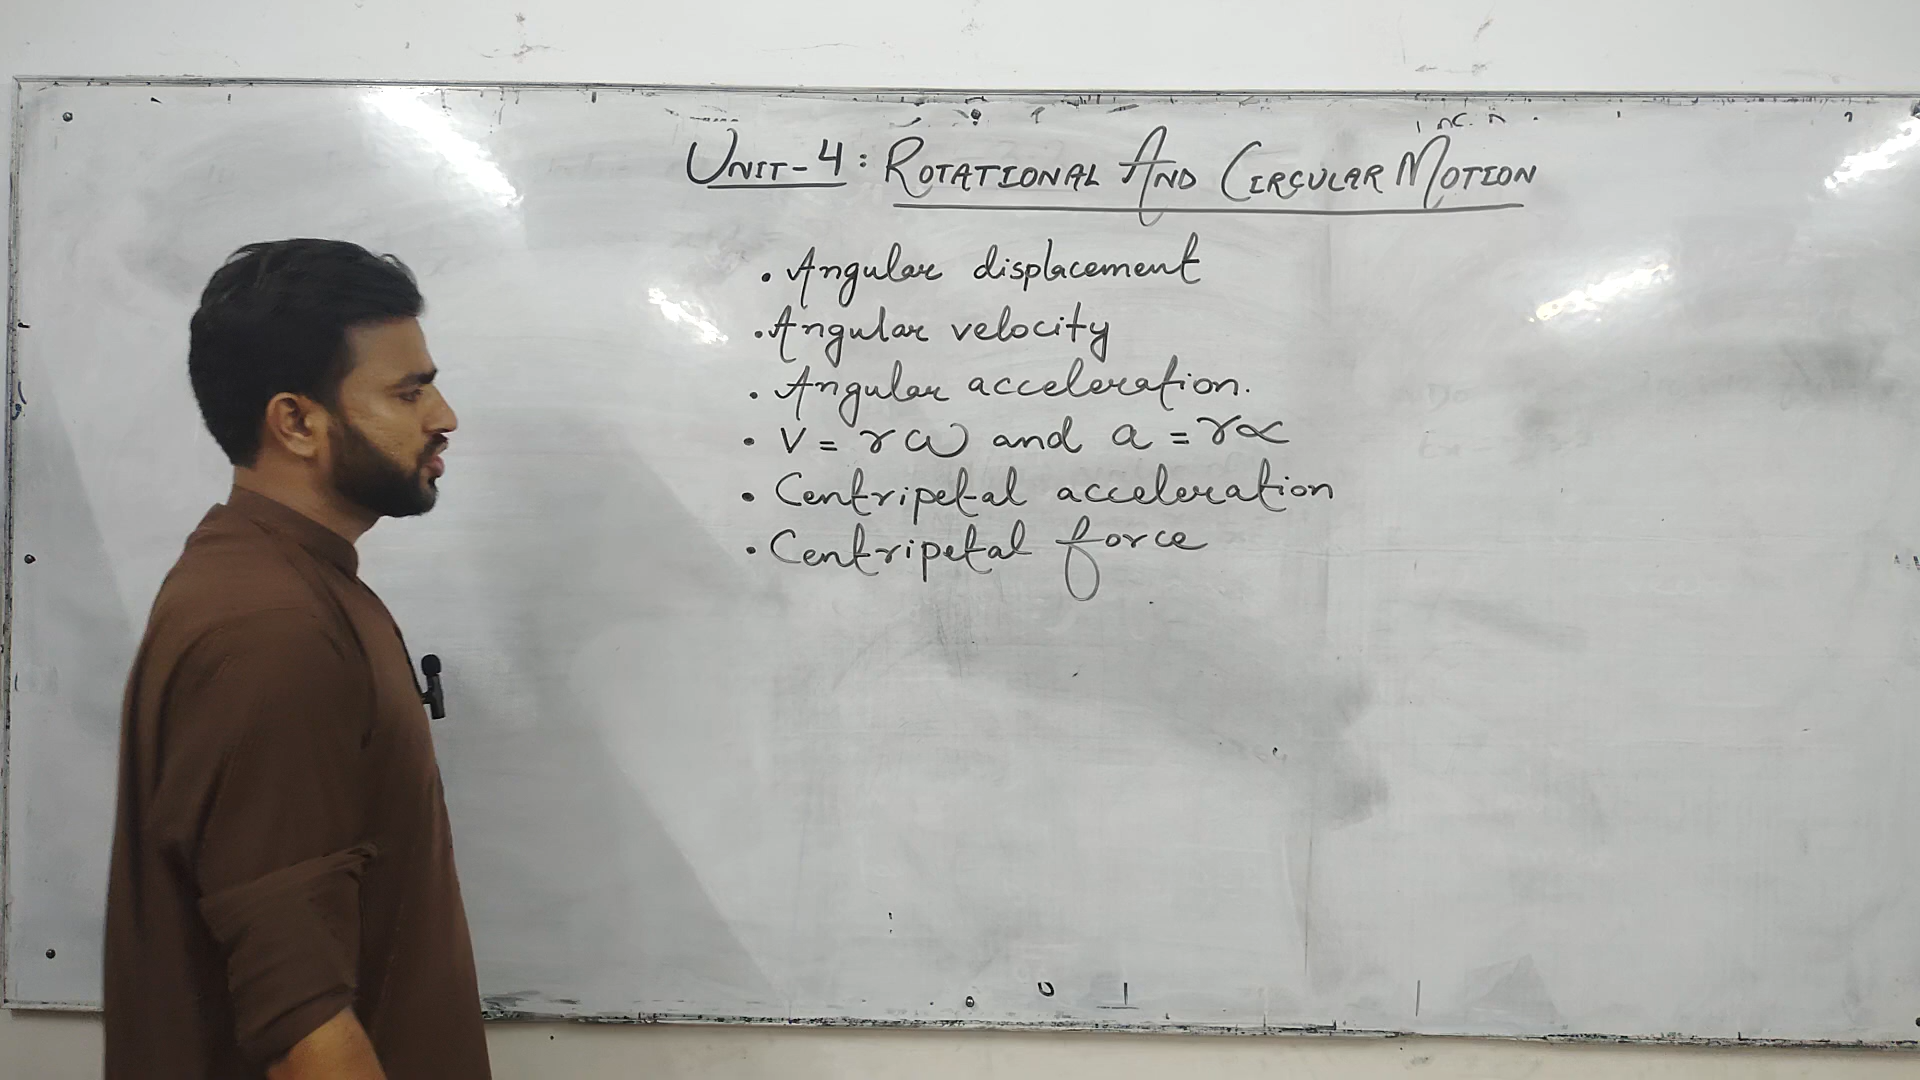 UNIT-4: ROTATIONAL AND CIRCULAR MOTION
. Angular displacement
. Angular velocity
. Angular acceleration.
• V = rω and a = rα
• Centripetal acceleration
• Centripetal force